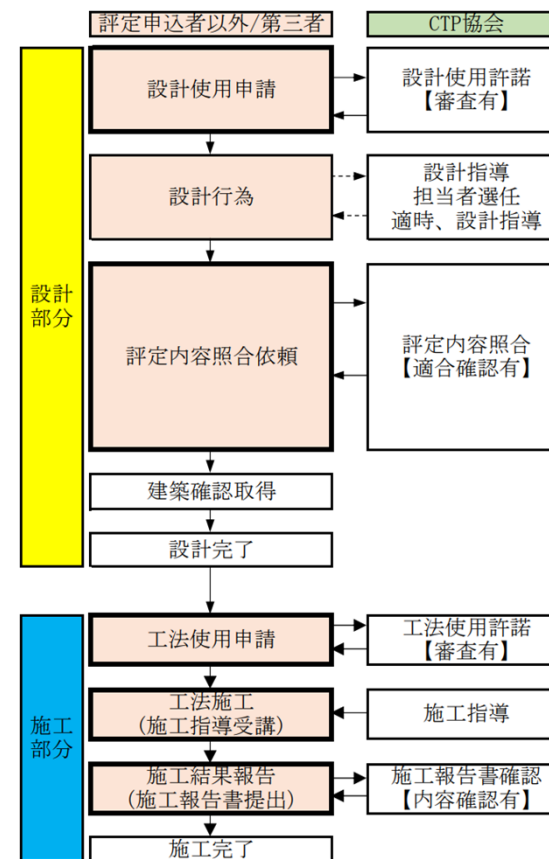 評定申込者以外/第三者
CTP協会
設計部分
設計使用申請
設計使用許諾
【審査有】
設計行為
設計指導
担当者選任
適時、設計指導
評定内容照合依頼
評定内容照合
【適合確認有】
建築確認取得
設計完了
施工部分
工法使用申請
工法使用許諾
【審査有】
工法施工
(施工指導受講)
施工指導
施工結果報告
(施工報告書提出)
施工報告書確認
【内容確認有】
施工完了